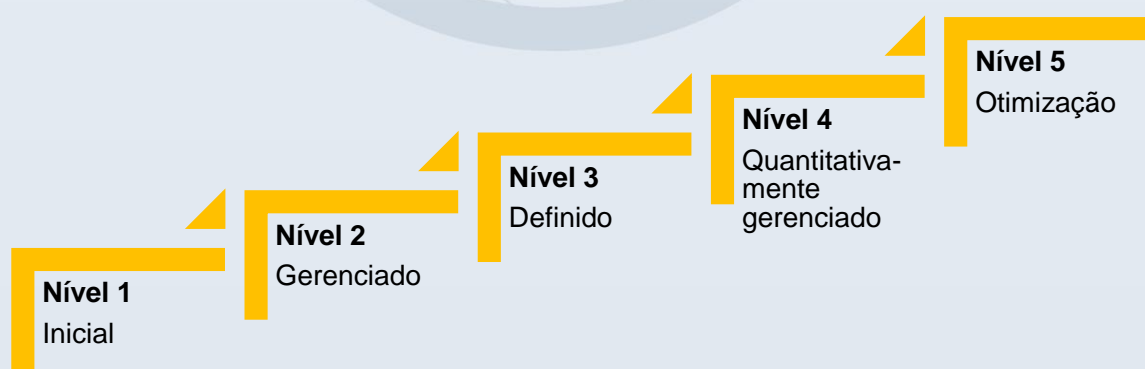 Nível 1
Inicial
Nível 2
Gerenciado
Nível 3
Definido
Nível 4
Quantitativa-
mente
gerenciado
Nível 5
Otimização